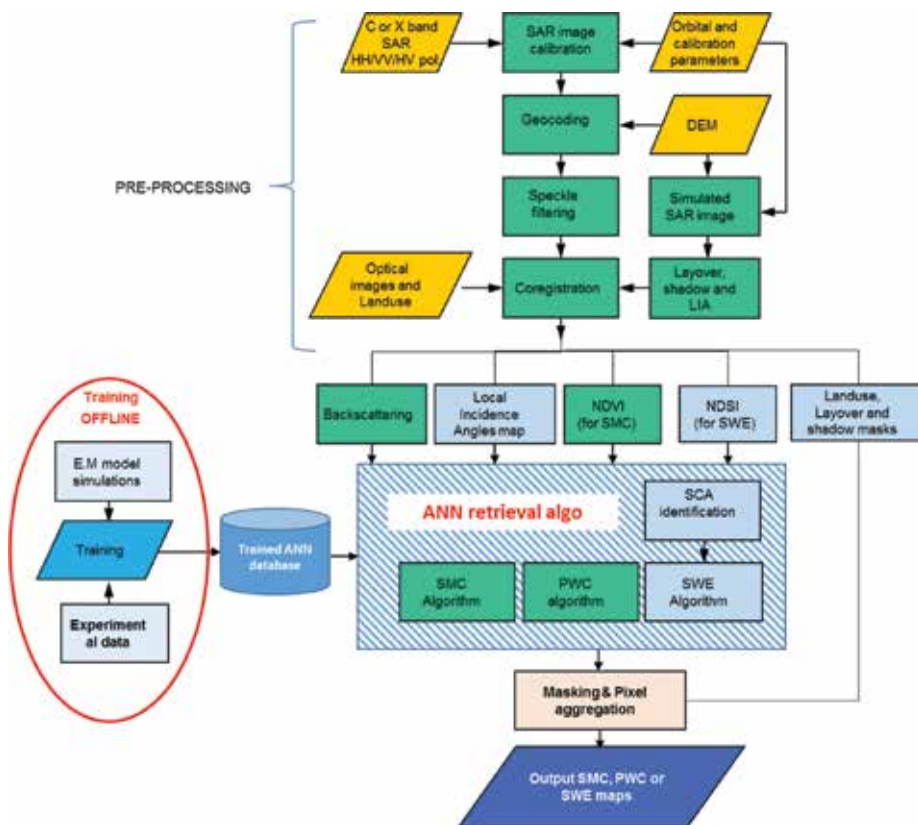 C or X band
SAR
HH/VV/HV pol.
SAR image
calibration
Orbital and
calibration
parameters
Geocoding
DEM
PRE-PROCESSING
Speckle
filtering
Simulated
SAR image
Optical
images and
Landuse
Coregistration
Layover,
shadow and
LIA
Training
OFFLINE
Backscattering
Local
Incidence
Angles map
NDVI
(for SMC)
NDSI
(for SWE)
Landuse,
Layover and
shadow masks
E.M model
simulations
ANN retrieval algo
SCA
identification
Training
Trained ANN
database
SMC
Algorithm
PWC
algorithm
SWE
Algorithm
Experiment
al data
Masking & Pixel
aggregation
Output SMC, PWC or
SWE maps